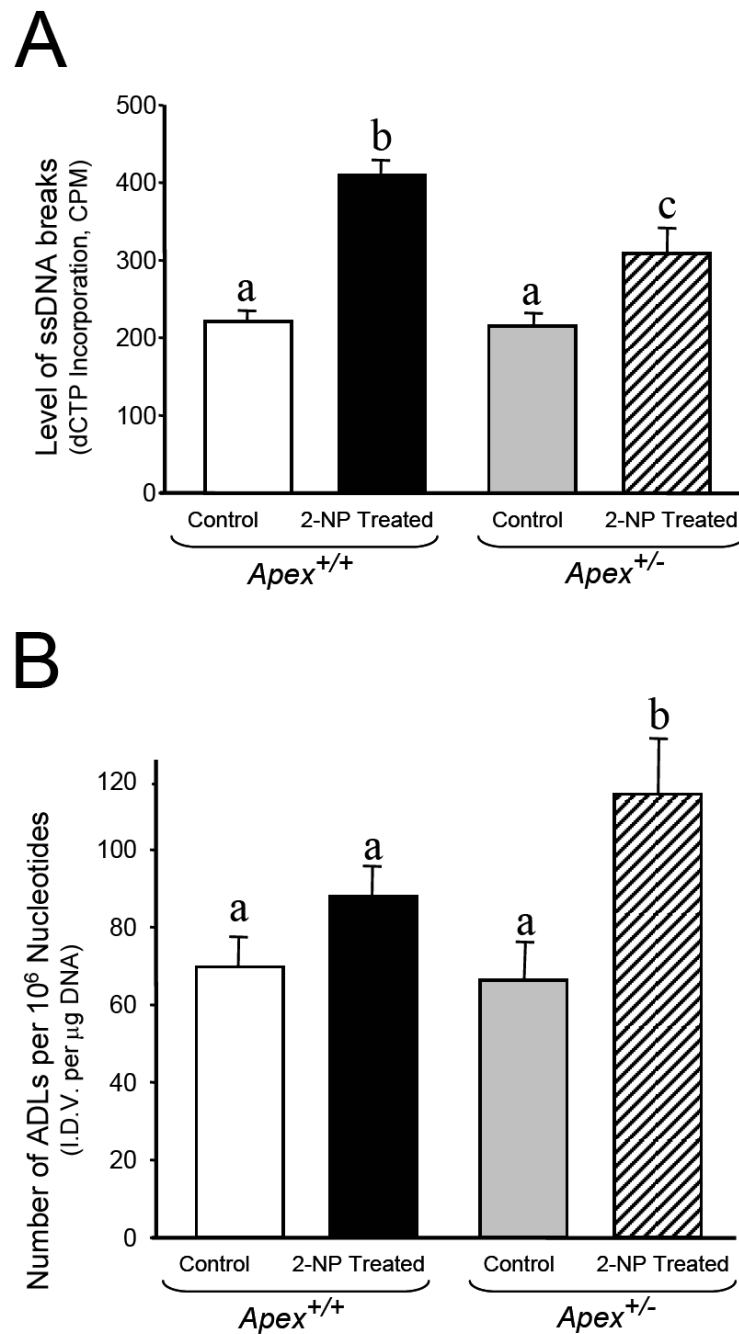 A
Level of ssDNA breaks
(dCTP Incorporation, CPM)
500
400
300
200
100
0
a
b
a
c
Control
2-NP Treated
Control
2-NP Treated
Apex+/+
Apex+/-
B
Number of ADLs per 10⁶ Nucleotides
(I.D.V. per µg DNA)
120
100
80
60
40
20
0
a
a
a
b
Control
2-NP Treated
Control
2-NP Treated
Apex+/+
Apex+/-